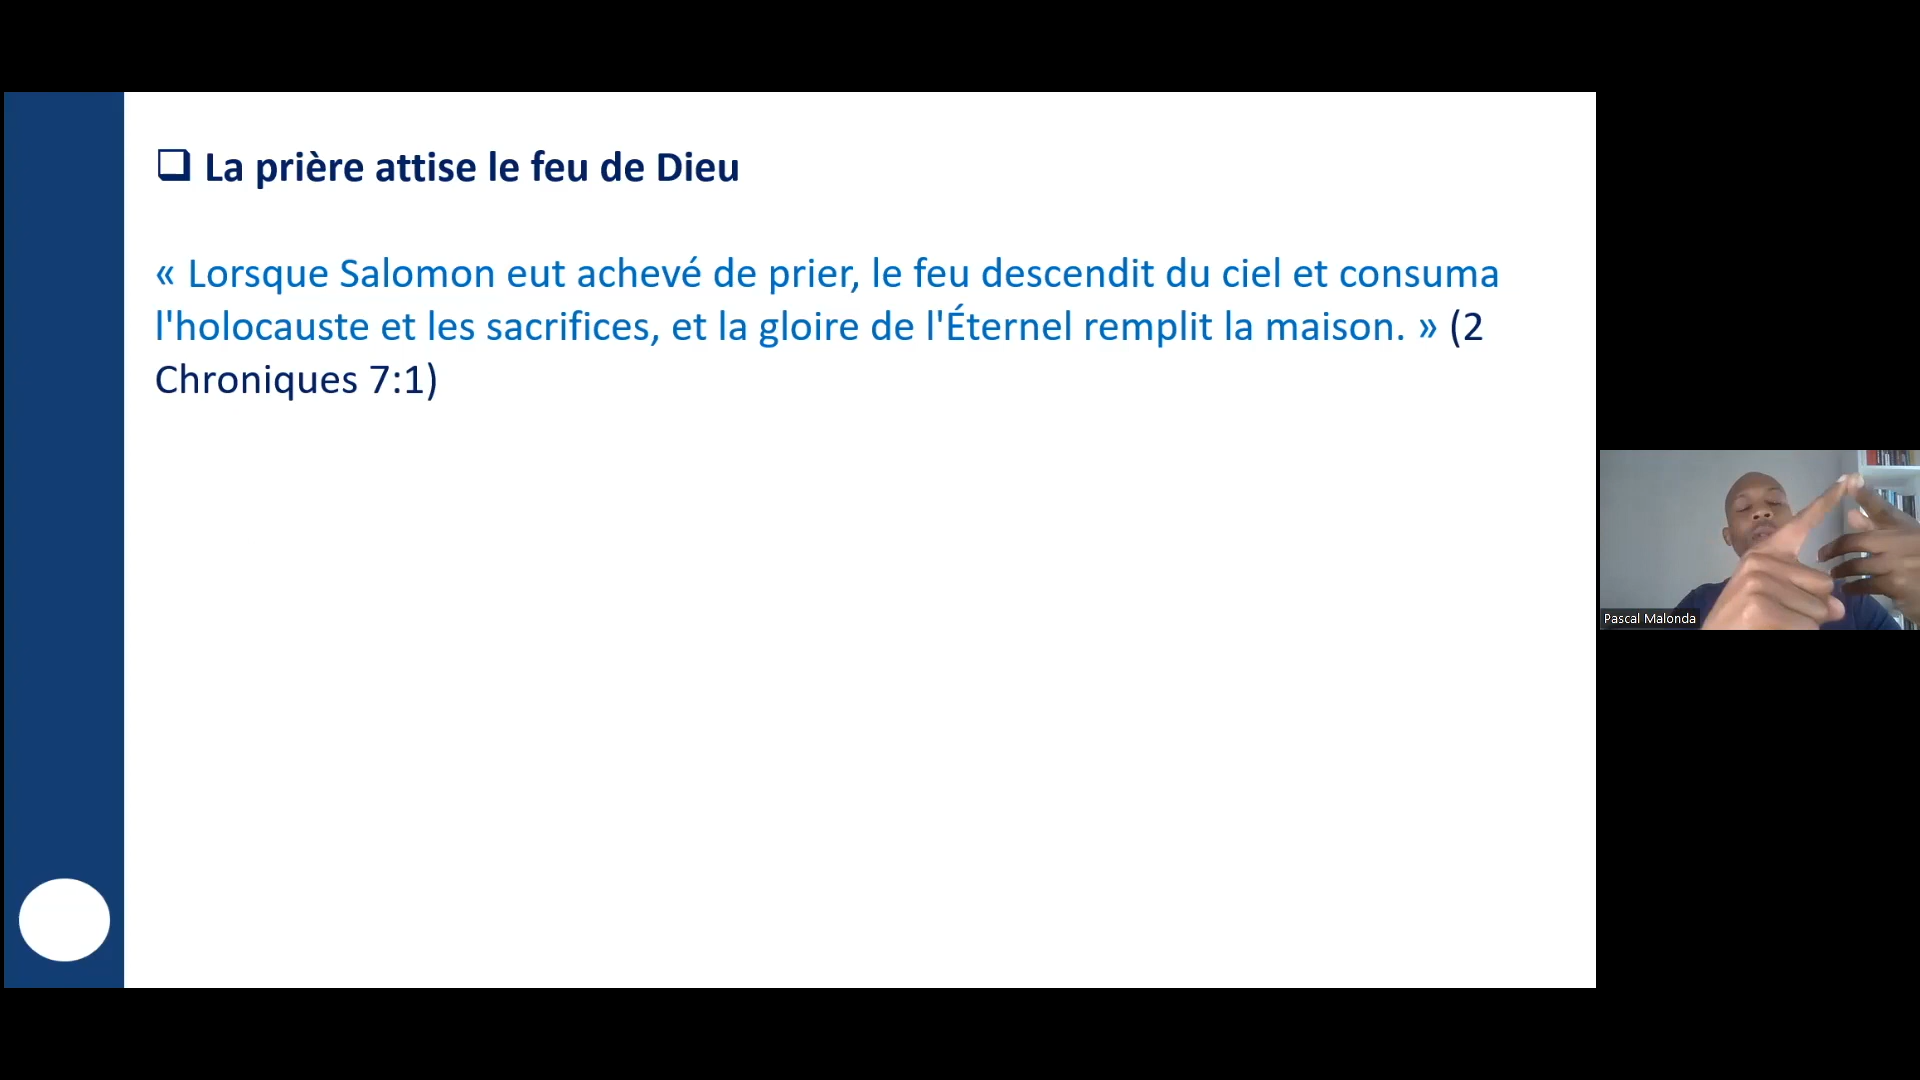 ❑ La prière attise le feu de Dieu
« Lorsque Salomon eut achevé de prier, le feu descendit du ciel et consuma
l'holocauste et les sacrifices, et la gloire de l'Éternel remplit la maison. » (2
Chroniques 7:1)
Pascal Malonda